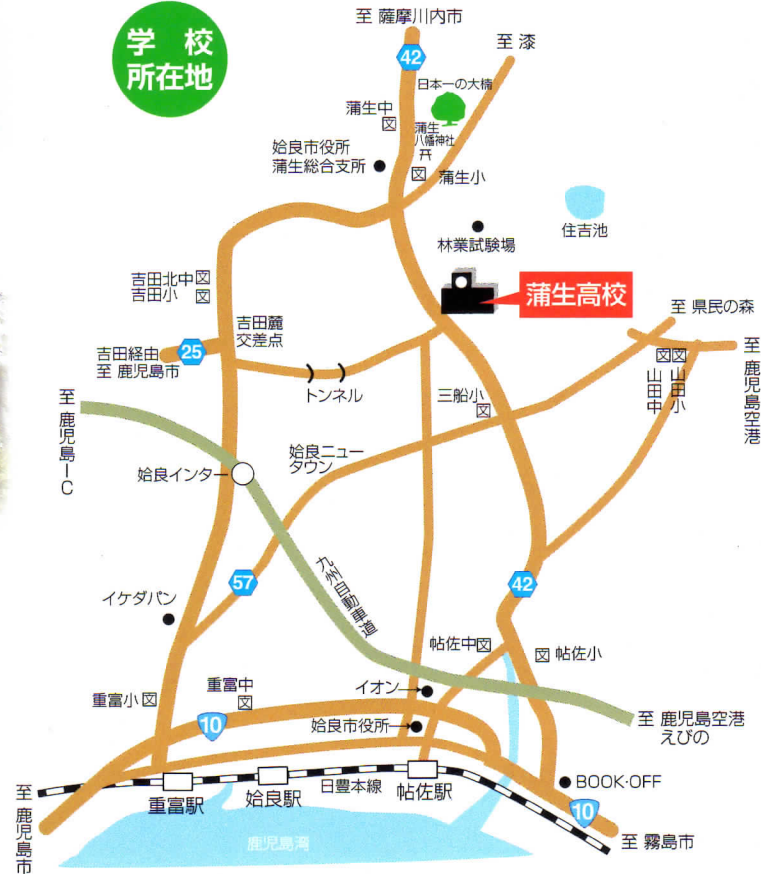 学 校
所在地
至 薩摩川内市
42
至 漆
日本一の大楠
蒲生中
蒲生
八幡神社
姶良市役所
蒲生総合支所
蒲生小
住吉池
林業試験場
吉田北中
吉田小
蒲生高校
至 県民の森
吉田麓
交差点
25
吉田経由
至 鹿児島市
至 鹿児島空港
山田中
山田小
トンネル
三船小
至 鹿児島IC
姶良ニュー
タウン
姶良インター
九州自動車道
57
42
イケダパン
帖佐中
帖佐小
重富小
重富中
イオン
10
姶良市役所
至 鹿児島空港
えびの
至 鹿児島市
重富駅
姶良駅
日豊本線
帖佐駅
BOOK·OFF
10
鹿児島湾
至 霧島市